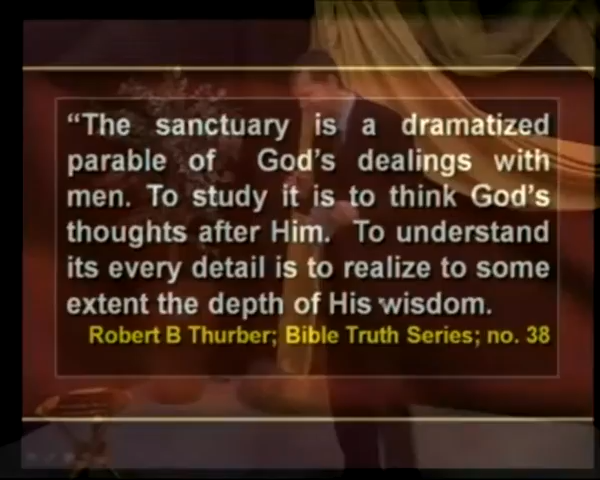 “The sanctuary is a dramatized
parable of God's dealings with
men. To study it is to think God's
thoughts after Him. To understand
its every detail is to realize to some
extent the depth of His wisdom.
Robert B Thurber; Bible Truth Series; no. 38